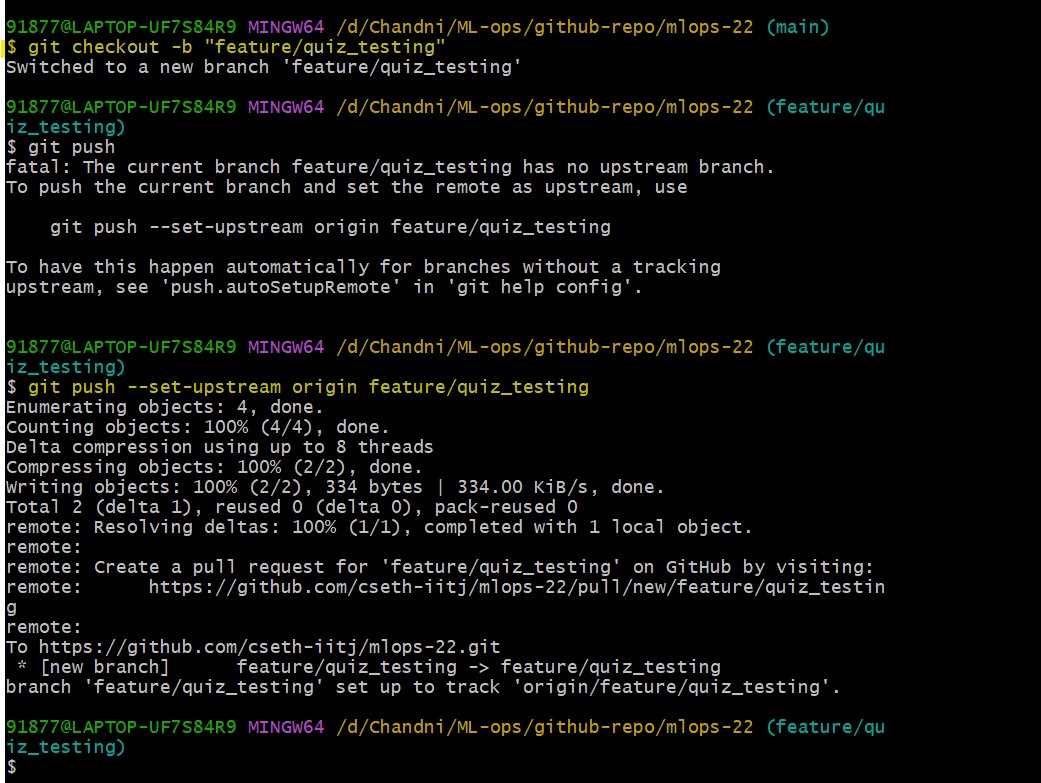 91877@LAPTOP-UF7S84R9 MINGW64 /d/Chandni/ML-ops/github-repo/mlops-22 (main)
$ git checkout -b "feature/quiz_testing"
Switched to a new branch 'feature/quiz_testing'
91877@LAPTOP-UF7S84R9 MINGW64 /d/Chandni/ML-ops/github-repo/mlops-22 (feature/qu
iz_testing)
$ git push
fatal: The current branch feature/quiz_testing has no upstream branch.
To push the current branch and set the remote as upstream, use
    git push --set-upstream origin feature/quiz_testing
To have this happen automatically for branches without a tracking
upstream, see 'push.autoSetupRemote' in 'git help config'.
91877@LAPTOP-UF7S84R9 MINGW64 /d/Chandni/ML-ops/github-repo/mlops-22 (feature/qu
iz_testing)
$ git push --set-upstream origin feature/quiz_testing
Enumerating objects: 4, done.
Counting objects: 100% (4/4), done.
Delta compression using up to 8 threads
Compressing objects: 100% (2/2), done.
Writing objects: 100% (2/2), 334 bytes | 334.00 KiB/s, done.
Total 2 (delta 1), reused 0 (delta 0), pack-reused 0
remote: Resolving deltas: 100% (1/1), completed with 1 local object.
remote:
remote: Create a pull request for 'feature/quiz_testing' on GitHub by visiting:
remote:      https://github.com/cseth-iitj/mlops-22/pull/new/feature/quiz_testin
g
remote:
To https://github.com/cseth-iitj/mlops-22.git
 * [new branch]      feature/quiz_testing -> feature/quiz_testing
branch 'feature/quiz_testing' set up to track 'origin/feature/quiz_testing'.
91877@LAPTOP-UF7S84R9 MINGW64 /d/Chandni/ML-ops/github-repo/mlops-22 (feature/qu
iz_testing)
$